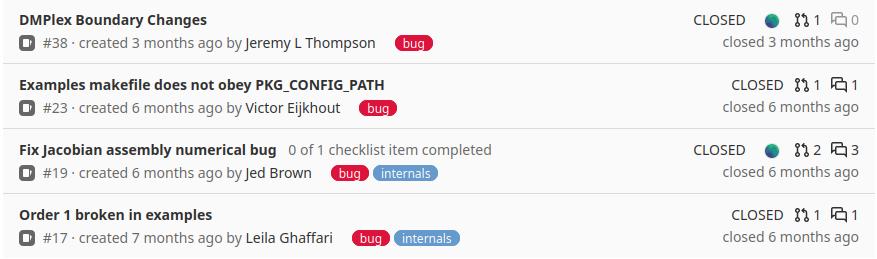 DMPlex Boundary Changes CLOSED 1 0
#38 · created 3 months ago by Jeremy L Thompson bug closed 3 months ago
Examples makefile does not obey PKG_CONFIG_PATH CLOSED 1 1
#23 · created 6 months ago by Victor Eijkhout bug closed 6 months ago
Fix Jacobian assembly numerical bug 0 of 1 checklist item completed CLOSED 2 3
#19 · created 6 months ago by Jed Brown bug internals closed 6 months ago
Order 1 broken in examples CLOSED 1 1
#17 · created 7 months ago by Leila Ghaffari bug internals closed 6 months ago